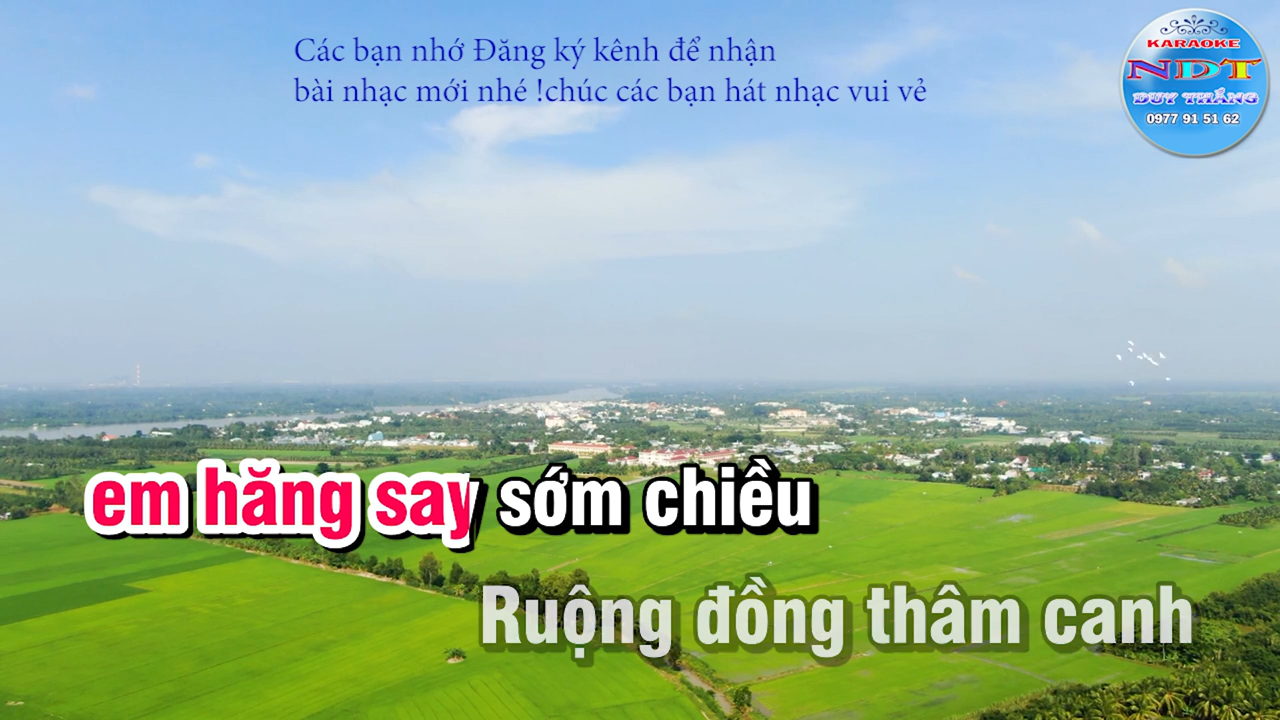 Các bạn nhớ Đăng ký kênh để nhận
bài nhạc mới nhé !chúc các bạn hát nhạc vui vẻ
KARAOKE
NDT
DUY THẮNG
0977 91 51 62
em hăng say sớm chiều
Ruộng đồng thâm canh